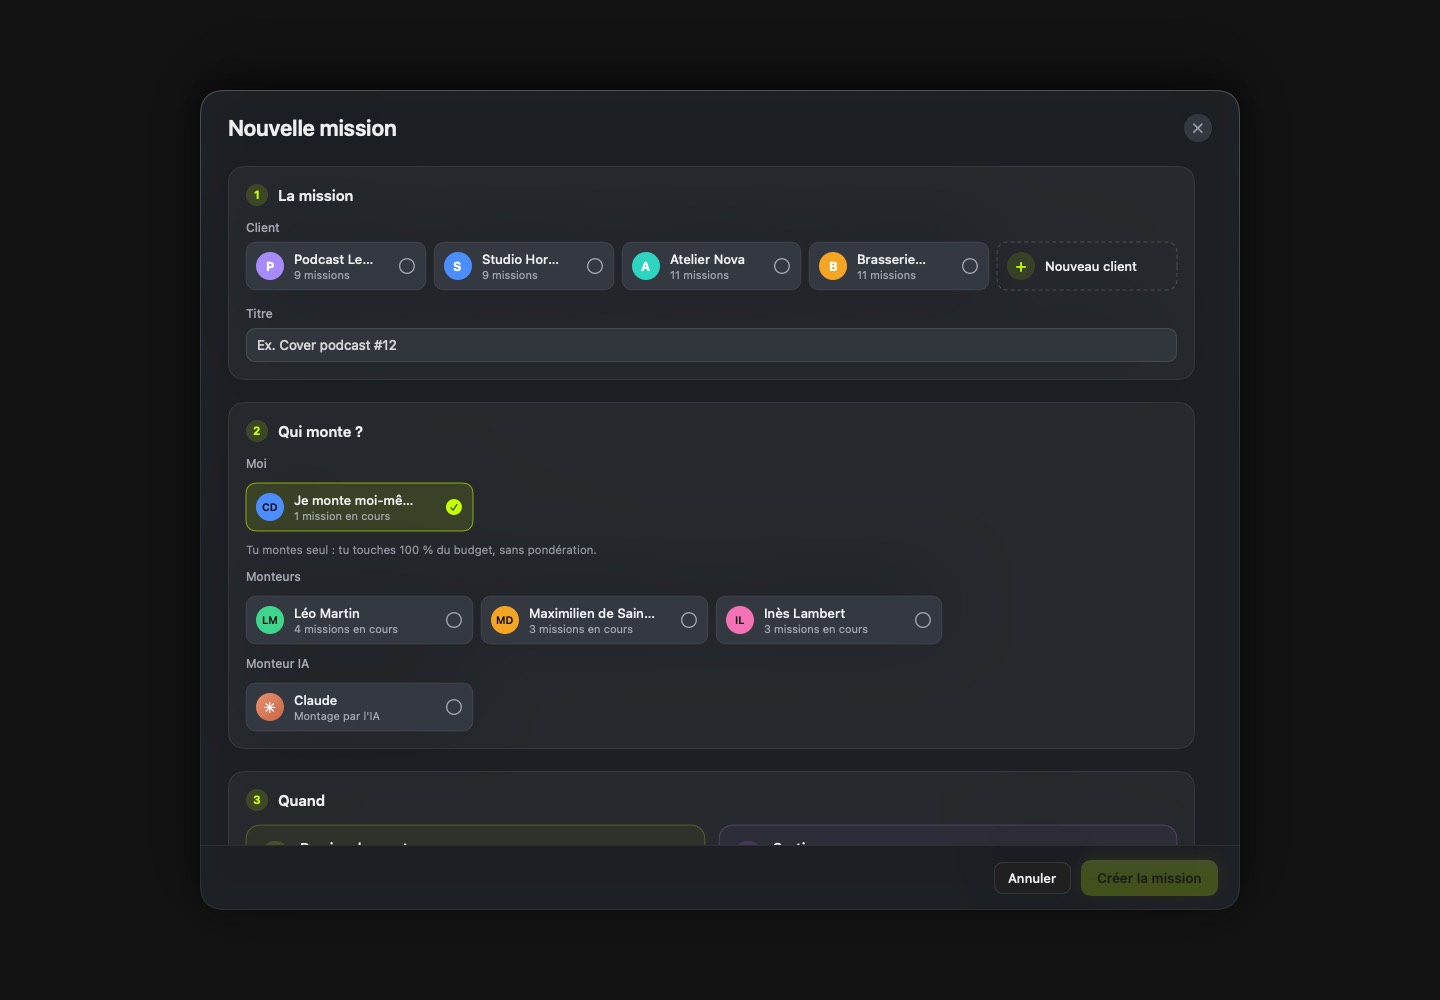 Nouvelle mission
1 La mission
Client
P Podcast Le... 
9 missions
S Studio Hor...
9 missions
A Atelier Nova
11 missions
B Brasserie...
11 missions
+ Nouveau client
Titre
Ex. Cover podcast #12
2 Qui monte ?
Moi
CD Je monte moi-mê...
1 mission en cours
Tu montes seul : tu touches 100 % du budget, sans pondération.
Monteurs
LM Léo Martin
4 missions en cours
MD Maximilien de Sain...
3 missions en cours
IL Inès Lambert
3 missions en cours
Monteur IA
Claude
Montage par l'IA
3 Quand
Annuler
Créer la mission